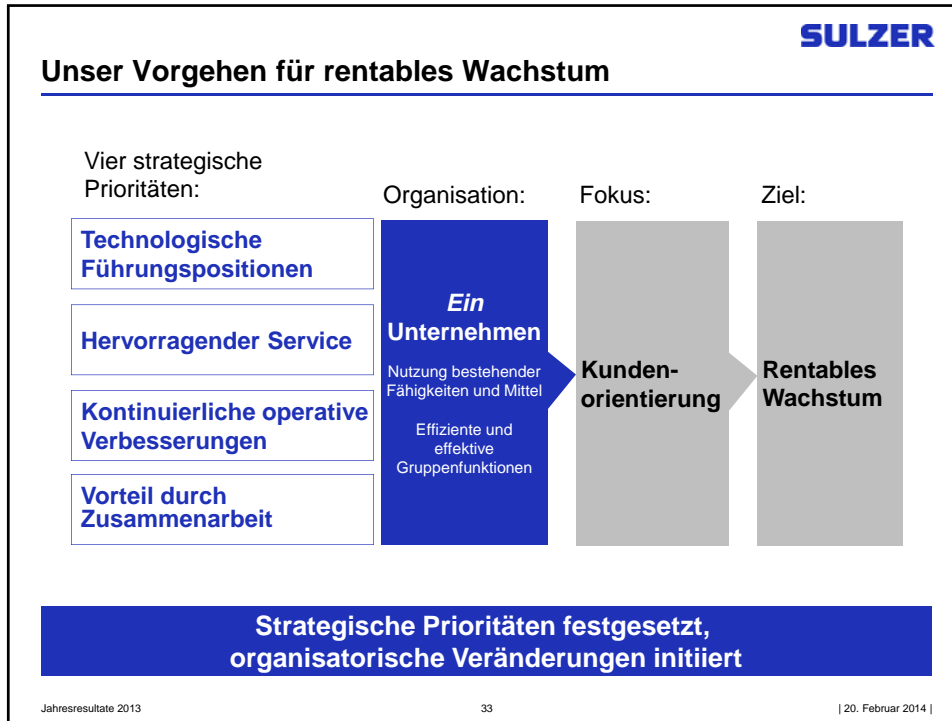 SULZER
Unser Vorgehen für rentables Wachstum
Vier strategische
Prioritäten:
Organisation:
Fokus:
Ziel:
Technologische
Führungspositionen
Hervorragender Service
Kontinuierliche operative
Verbesserungen
Vorteil durch
Zusammenarbeit
Ein
Unternehmen
Nutzung bestehender
Fähigkeiten und Mittel
Effiziente und
effektive
Gruppenfunktionen
Kunden-
orientierung
Rentables
Wachstum
Strategische Prioritäten festgesetzt,
organisatorische Veränderungen initiiert
Jahresresultate 2013
33
| 20. Februar 2014 |